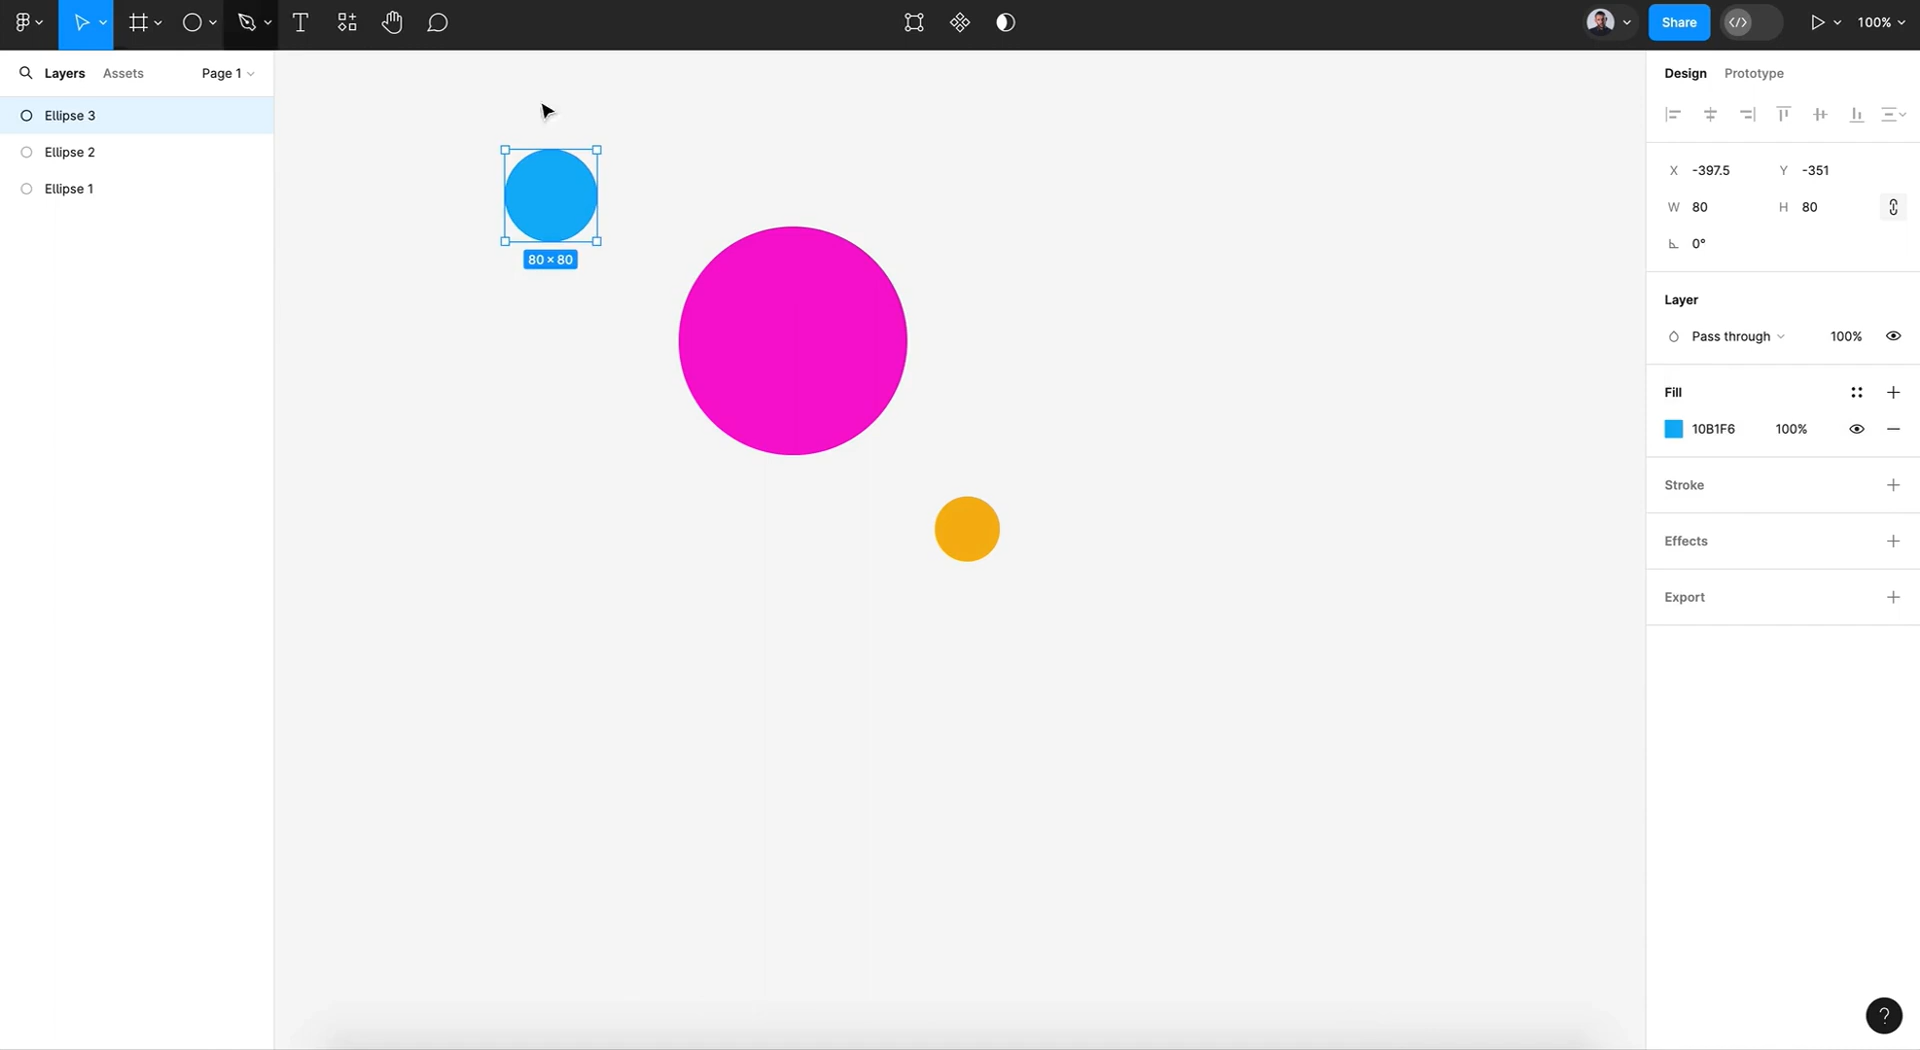 Share
100%
Layers
Assets
Page 1
Design
Prototype
Ellipse 3
Ellipse 2
Ellipse 1
80 × 80
X -397.5 Y -351
W 80 H 80
0°
Layer
Pass through 100%
Fill
10B1F6 100%
Stroke
Effects
Export
?